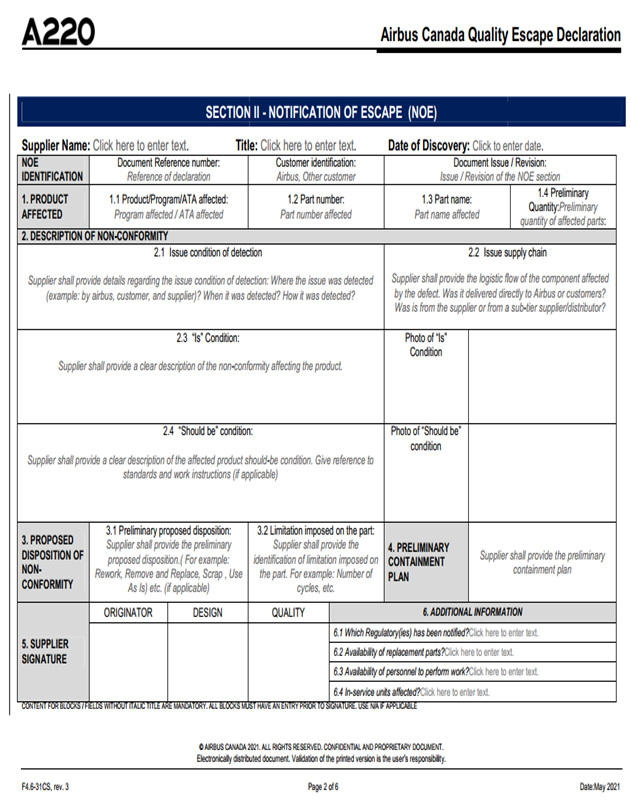 A220
Airbus Canada Quality Escape Declaration
SECTION II - NOTIFICATION OF ESCAPE (NOE)
Supplier Name: Click here to enter text. Title: Click here to enter text. Date of Discovery: Click to enter date.
NOE
IDENTIFICATION
Document Reference number:
Reference of declaration
Customer identification:
Airbus, Other customer
Document Issue / Revision:
Issue / Revision of the NOE section
1. PRODUCT
AFFECTED
1.1 Product/Program/ATA affected:
Program affected / ATA affected
1.2 Part number:
Part number affected
1.3 Part name:
Part name affected
1.4 Preliminary
Quantity:Preliminary
quantity of affected parts:
2. DESCRIPTION OF NON-CONFORMITY
2.1 Issue condition of detection
Supplier shall provide details regarding the issue condition of detection: Where the issue was detected
(example: by airbus, customer, and supplier)? When it was detected? How it was detected?
2.2 Issue supply chain
Supplier shall provide the logistic flow of the component affected
by the defect. Was it delivered directly to Airbus or customers?
Was is from the supplier or from a sub-tier supplier/distributor?
2.3 “Is” Condition:
Supplier shall provide a clear description of the non-conformity affecting the product.
Photo of “Is”
Condition
2.4 “Should be” condition:
Supplier shall provide a clear description of the affected product should-be condition. Give reference to
standards and work instructions (if applicable)
Photo of “Should be”
condition
3. PROPOSED
DISPOSITION OF
NON-
CONFORMITY
3.1 Preliminary proposed disposition:
Supplier shall provide the preliminary
proposed disposition.( For example:
Rework, Remove and Replace, Scrap , Use
As Is) etc. (if applicable)
3.2 Limitation imposed on the part:
Supplier shall provide the
identification of limitation imposed on
the part. For example: Number of
cycles, etc.
4. PRELIMINARY
CONTAINMENT
PLAN
Supplier shall provide the preliminary
containment plan
5. SUPPLIER
SIGNATURE
ORIGINATOR
DESIGN
QUALITY
6. ADDITIONAL INFORMATION
6.1 Which Regulatory(ies) has been notified?Click here to enter text.
6.2 Availability of replacement parts?Click here to enter text.
6.3 Availability of personnel to perform work?Click here to enter text.
6.4 In-service units affected?Click here to enter text.
CONTENT FOR BLOCKS / FIELDS WITHOUT ITALIC TITLE ARE MANDATORY. ALL BLOCKS MUST HAVE AN ENTRY PRIOR TO SIGNATURE. USE N/A IF APPLICABLE
© AIRBUS CANADA 2021. ALL RIGHTS RESERVED. CONFIDENTIAL AND PROPRIETARY DOCUMENT.
Electronically distributed document. Validation of the printed version is the user's responsibility.
F4.6-31CS, rev. 3
Page 2 of 6
Date:May 2021